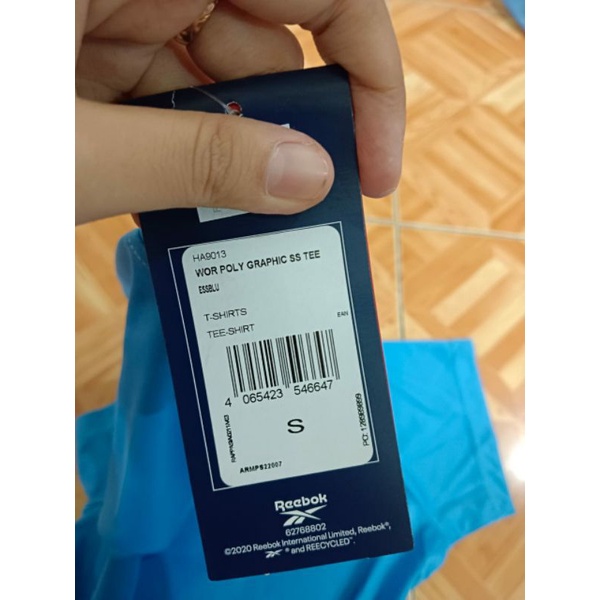 HA9013
WOR POLY GRAPHIC SS TEE
ESSBLU
T-SHIRTS
EAN
TEE-SHIRT
4 065423 546647
S
ARMPS22007
Reebok
62768802
©2020 Reebok International Limited, Reebok®,
® and REECYCLED™.